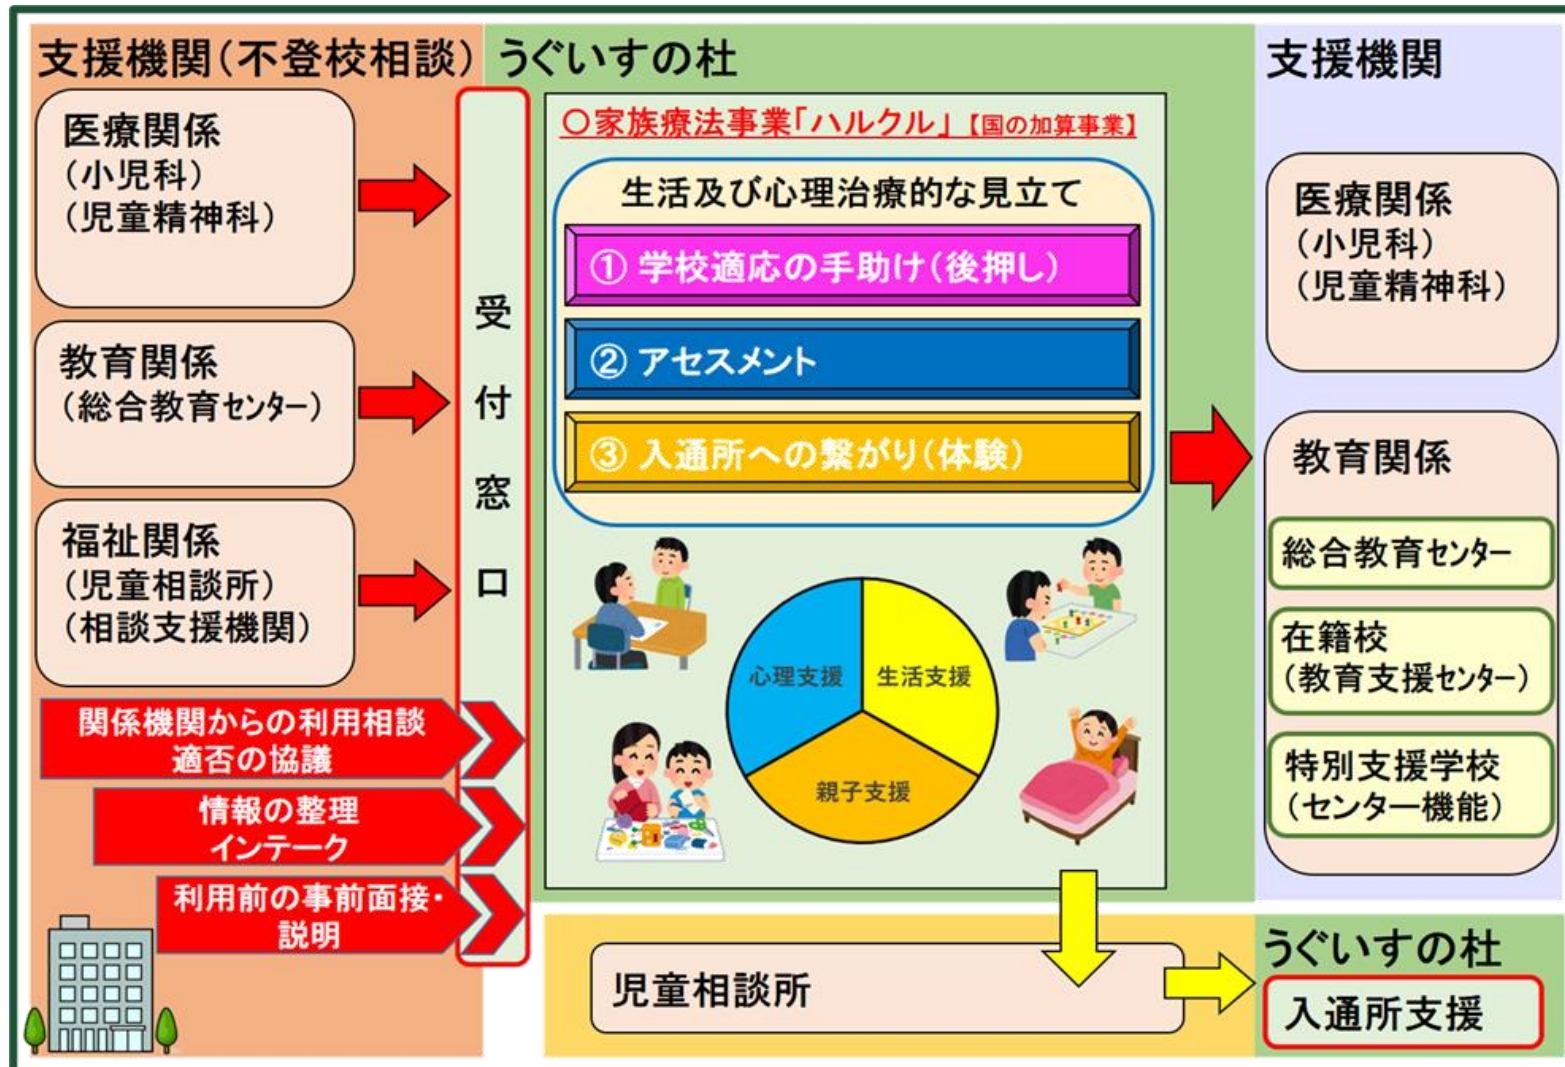 支援機関(不登校相談)
医療関係
(小児科)
(児童精神科)
教育関係
(総合教育センター)
福祉関係
(児童相談所)
(相談支援機関)
関係機関からの利用相談
適否の協議
情報の整理
インテーク
利用前の事前面接・
説明
受付窓口
うぐいすの杜
〇家族療法事業「ハルクル」【国の加算事業】
生活及び心理治療的な見立て
① 学校適応の手助け(後押し)
② アセスメント
③ 入通所への繋がり(体験)
心理支援
生活支援
親子支援
支援機関
医療関係
(小児科)
(児童精神科)
教育関係
総合教育センター
在籍校
(教育支援センター)
特別支援学校
(センター機能)
児童相談所
うぐいすの杜
入通所支援